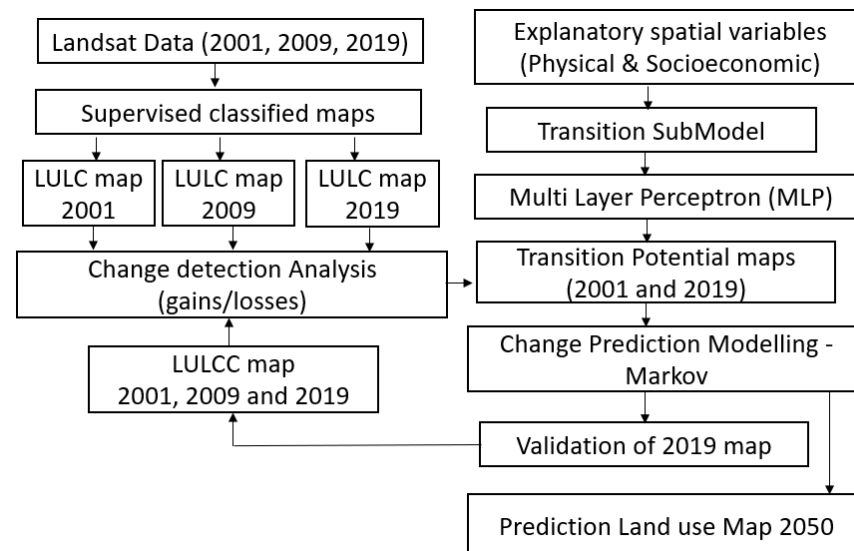 Landsat Data (2001, 2009, 2019)
Supervised classified maps
LULC map
2001
LULC map
2009
LULC map
2019
Change detection Analysis
(gains/losses)
LULCC map
2001, 2009 and 2019
Explanatory spatial variables
(Physical & Socioeconomic)
Transition SubModel
Multi Layer Perceptron (MLP)
Transition Potential maps
(2001 and 2019)
Change Prediction Modelling -
Markov
Validation of 2019 map
Prediction Land use Map 2050